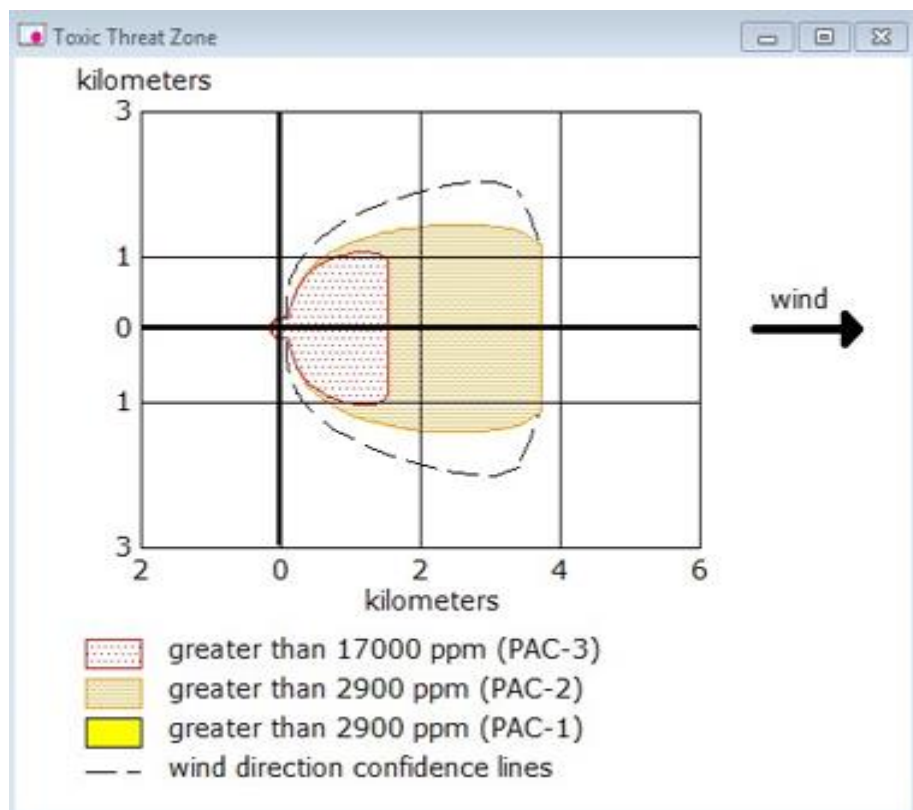 Toxic Threat Zone
kilometers
3
1
0
1
3
wind
2 0 2 4 6
kilometers
greater than 17000 ppm (PAC-3)
greater than 2900 ppm (PAC-2)
greater than 2900 ppm (PAC-1)
wind direction confidence lines